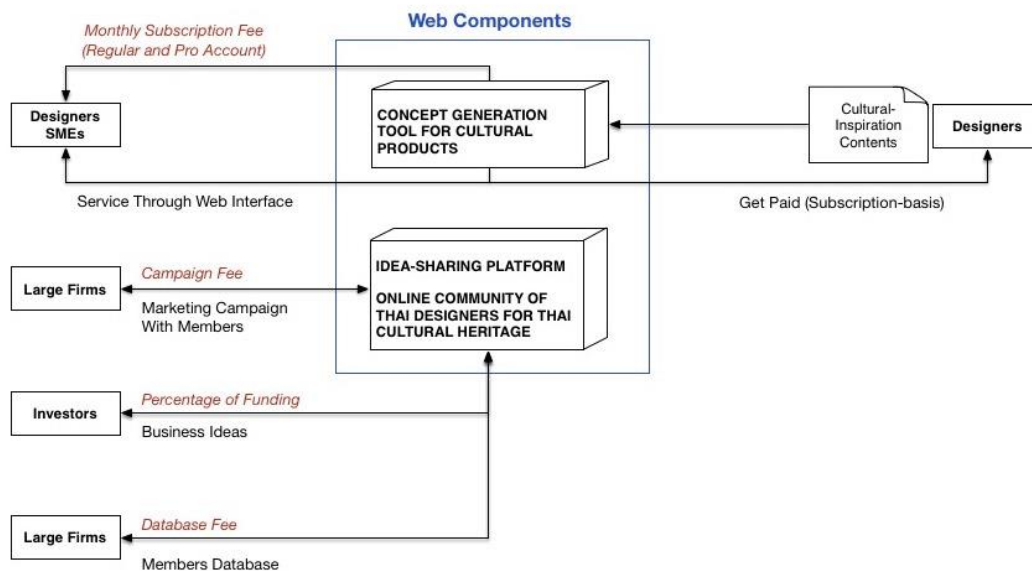 Web Components
Monthly Subscription Fee
(Regular and Pro Account)
Designers
SMEs
CONCEPT GENERATION
TOOL FOR CULTURAL
PRODUCTS
Cultural-
Inspiration
Contents
Designers
Service Through Web Interface
Get Paid (Subscription-basis)
Large Firms
Campaign Fee
Marketing Campaign
With Members
IDEA-SHARING PLATFORM
ONLINE COMMUNITY OF
THAI DESIGNERS FOR THAI
CULTURAL HERITAGE
Investors
Percentage of Funding
Business Ideas
Large Firms
Database Fee
Members Database